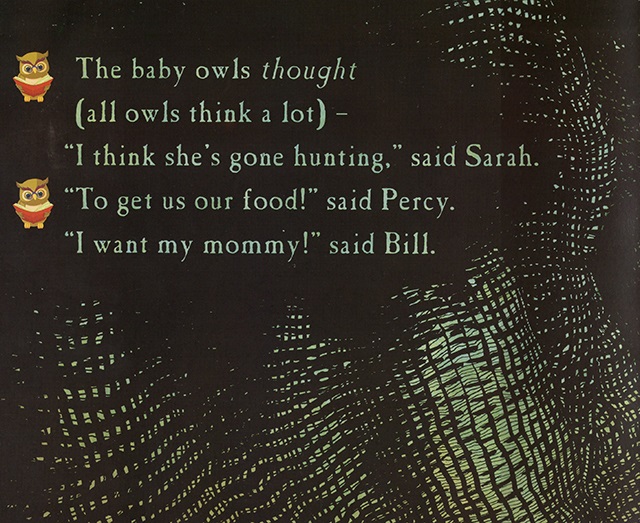 The baby owls thought
(all owls think a lot) –
“I think she’s gone hunting,” said Sarah.
“To get us our food!” said Percy.
“I want my mommy!” said Bill.